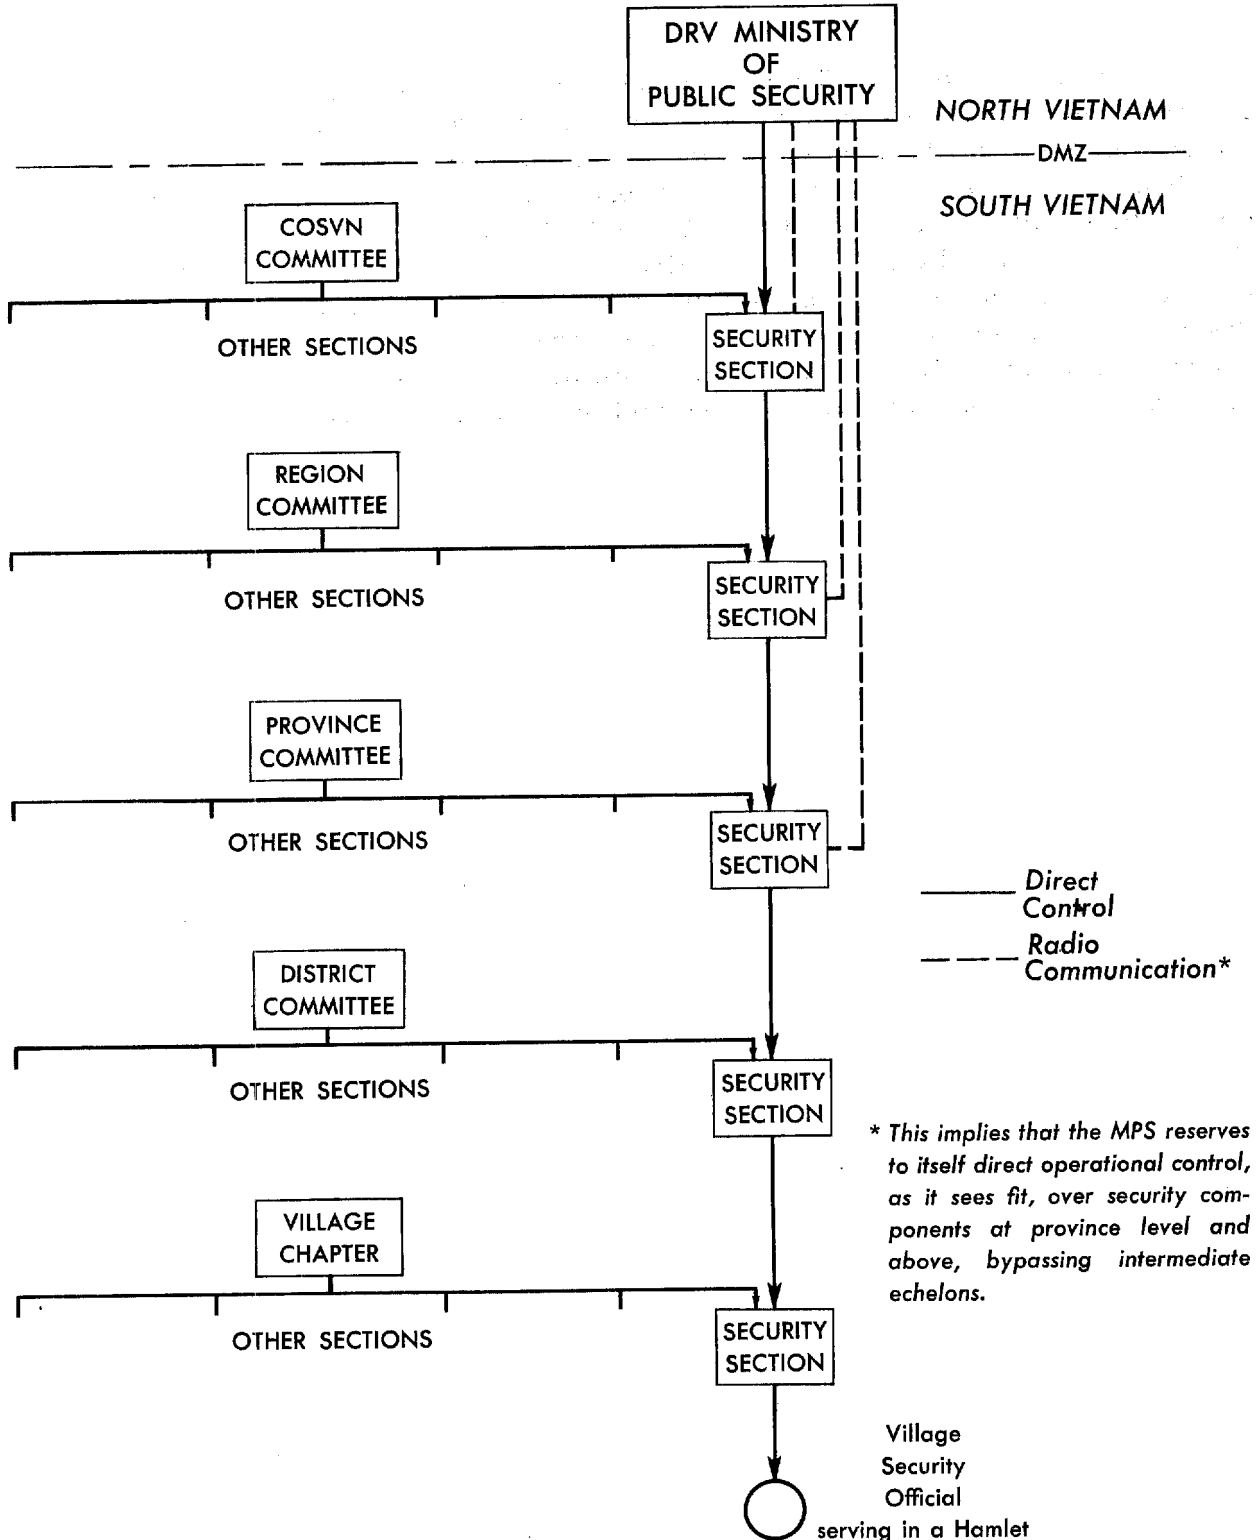 DRV MINISTRY
OF
PUBLIC SECURITY
NORTH VIETNAM
DMZ
SOUTH VIETNAM
COSVN
COMMITTEE
OTHER SECTIONS
SECURITY
SECTION
REGION
COMMITTEE
OTHER SECTIONS
SECURITY
SECTION
PROVINCE
COMMITTEE
OTHER SECTIONS
SECURITY
SECTION
Direct
Control
Radio
Communication*
DISTRICT
COMMITTEE
OTHER SECTIONS
SECURITY
SECTION
* This implies that the MPS reserves
to itself direct operational control,
as it sees fit, over security com-
ponents at province level and
above, bypassing intermediate
echelons.
VILLAGE
CHAPTER
OTHER SECTIONS
SECURITY
SECTION
Village
Security
Official
serving in a Hamlet